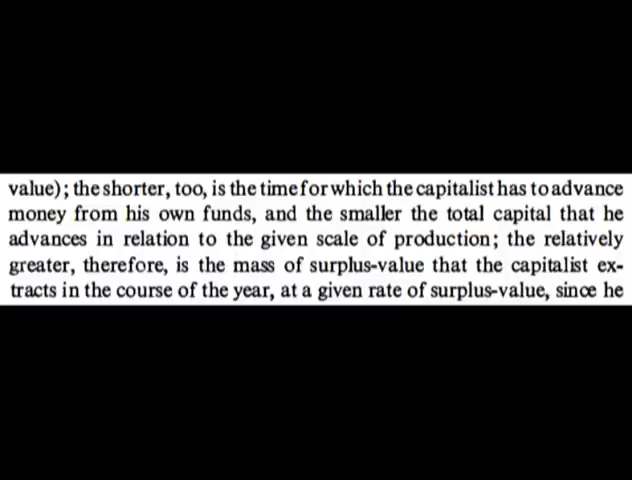 value); the shorter, too, is the time for which the capitalist has to advance
money from his own funds, and the smaller the total capital that he
advances in relation to the given scale of production; the relatively
greater, therefore, is the mass of surplus-value that the capitalist ex-
tracts in the course of the year, at a given rate of surplus-value, since he